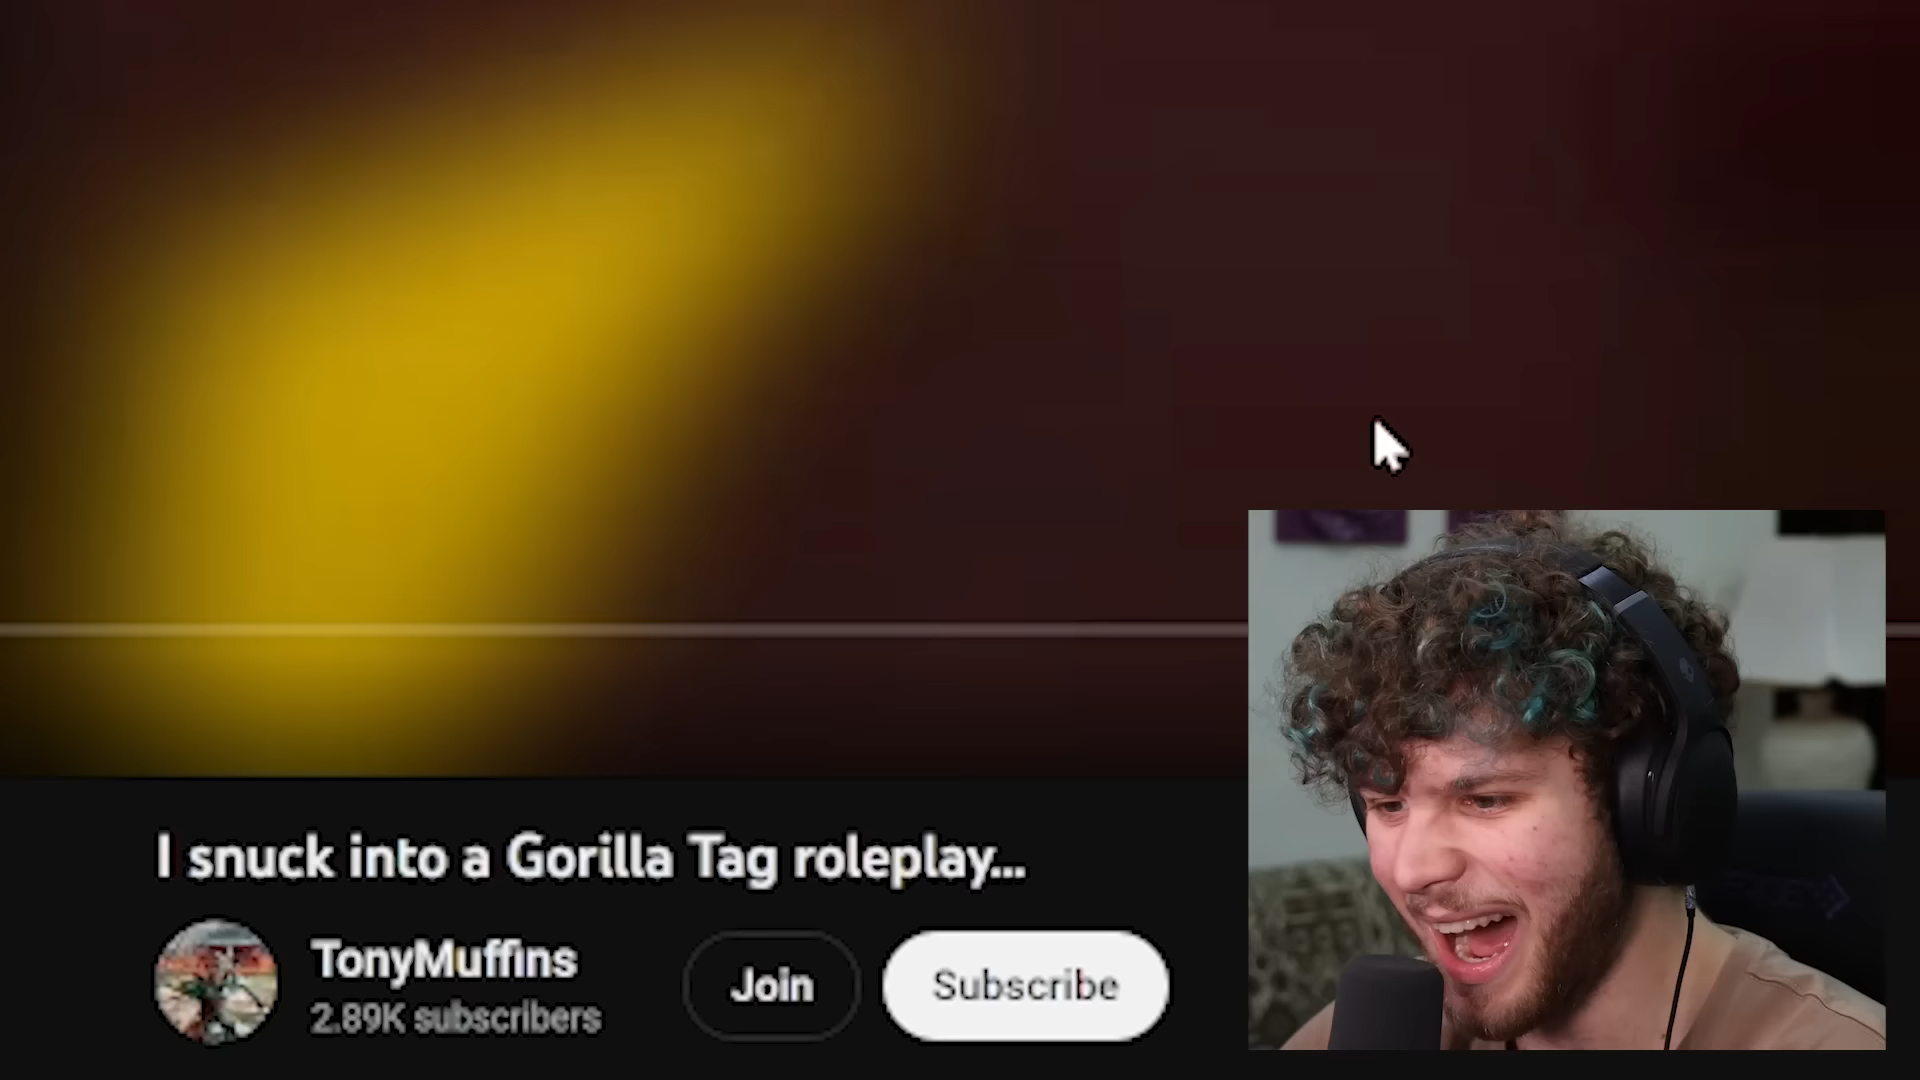 I snuck into a Gorilla Tag roleplay...
TonyMuffins
2.89K subscribers
Join
Subscribe